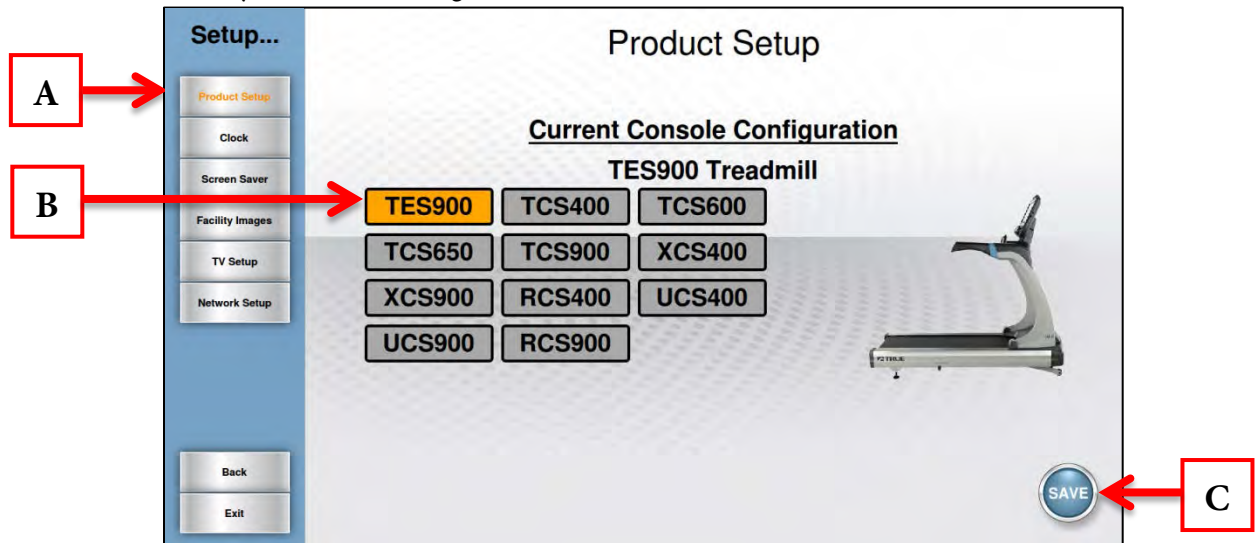 Setup...
Product Setup
A
Product Setup
Clock
Current Console Configuration
TES900 Treadmill
Screen Saver
B
TES900 TCS400 TCS600
Facility Images
TCS650 TCS900 XCS400
TV Setup
XCS900 RCS400 UCS400
Network Setup
UCS900 RCS900
TRUE
Back
SAVE
C
Exit